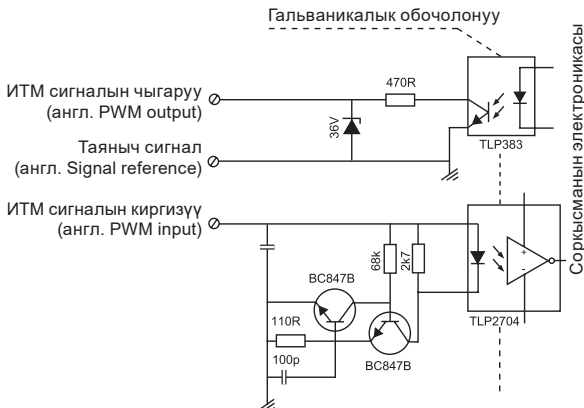 Гальваникалык обочолонуу
470R
ИТМ сигналын чыгаруу
(англ. PWM output)
36V
TLP383
Таяныч сигнал
(англ. Signal reference)
Соркысманын электроникасы
ИТМ сигналын киргизүү
(англ. PWM input)
68k
2k7
+
-
BC847B
TLP2704
110R
BC847B
100p